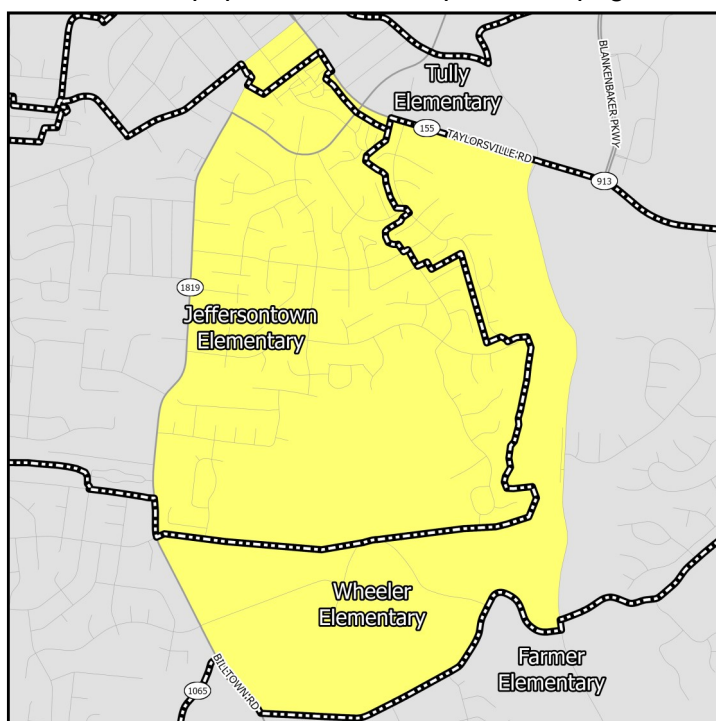 Tully
Elementary
BLANKENBAKER PKWY
155
TAYLORSVILLE RD
913
1819
Jeffersontown
Elementary
Wheeler
Elementary
Farmer
Elementary
BILLTOWN RD
1065